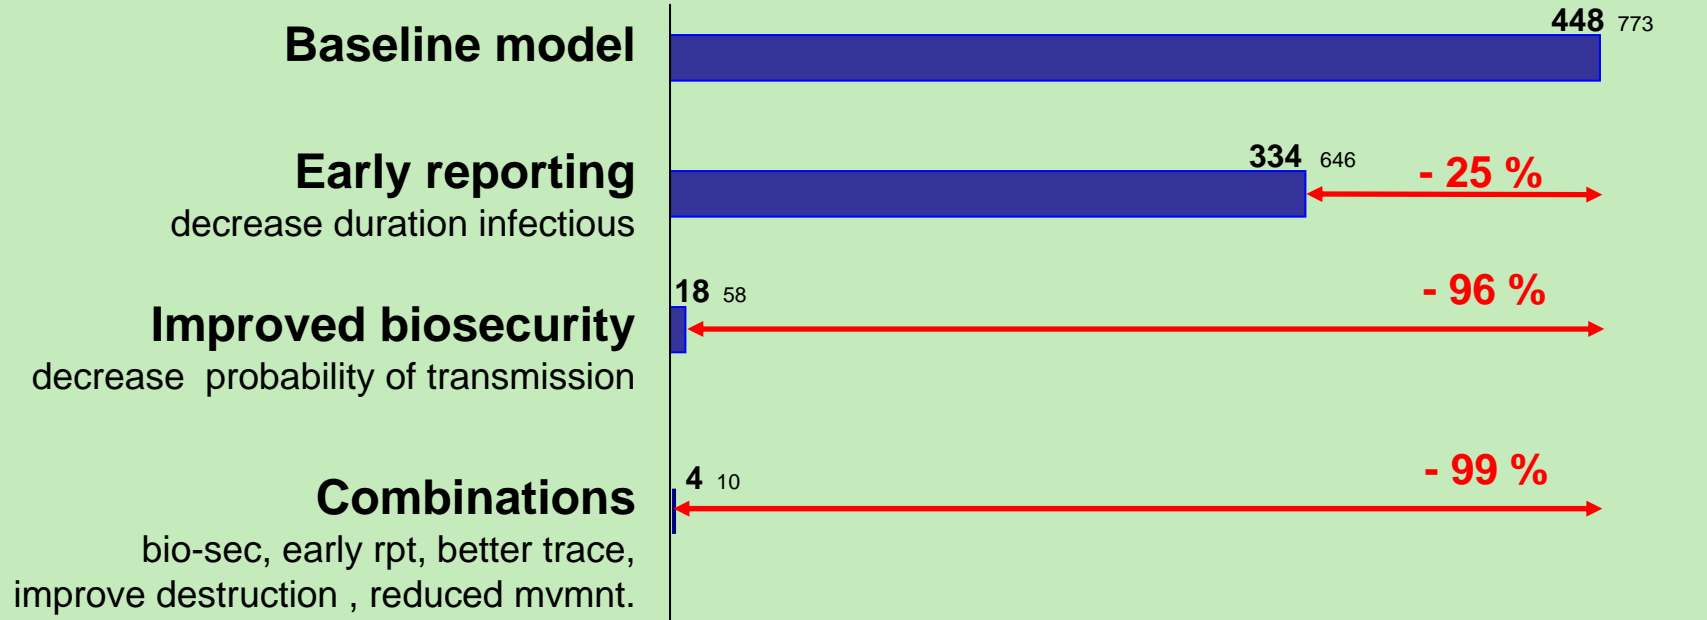 Baseline model
448 773
Early reporting
decrease duration infectious
334 646
- 25 %
Improved biosecurity
decrease  probability of transmission
18 58
- 96 %
Combinations
bio-sec, early rpt, better trace,
improve destruction , reduced mvmnt.
4 10
- 99 %